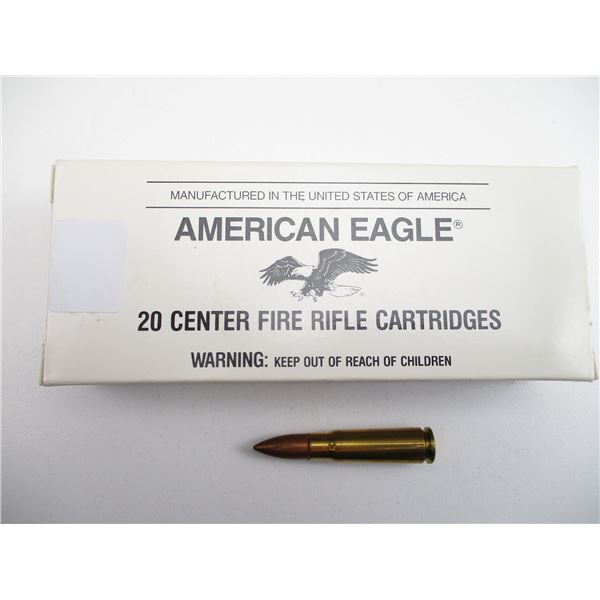 MANUFACTURED IN THE UNITED STATES OF AMERICA
AMERICAN EAGLE®
20 CENTER FIRE RIFLE CARTRIDGES
WARNING: KEEP OUT OF REACH OF CHILDREN